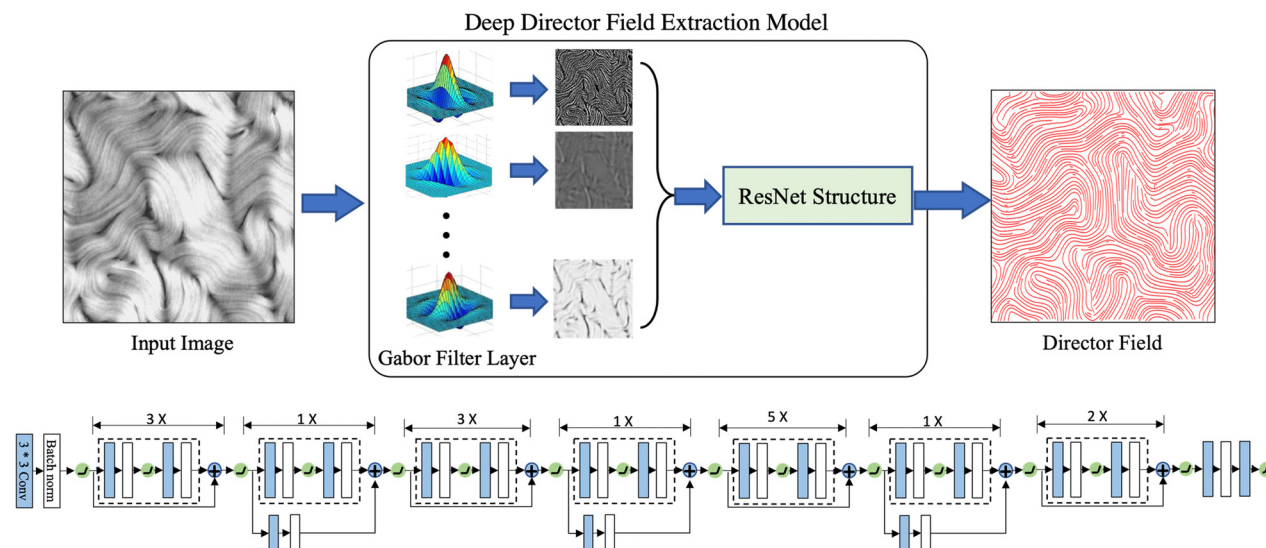 Deep Director Field Extraction Model
ResNet Structure
Input Image
Gabor Filter Layer
Director Field
3 X
1 X
3 X
1 X
5 X
1 X
2 X
3 * 3 Conv
Batch norm